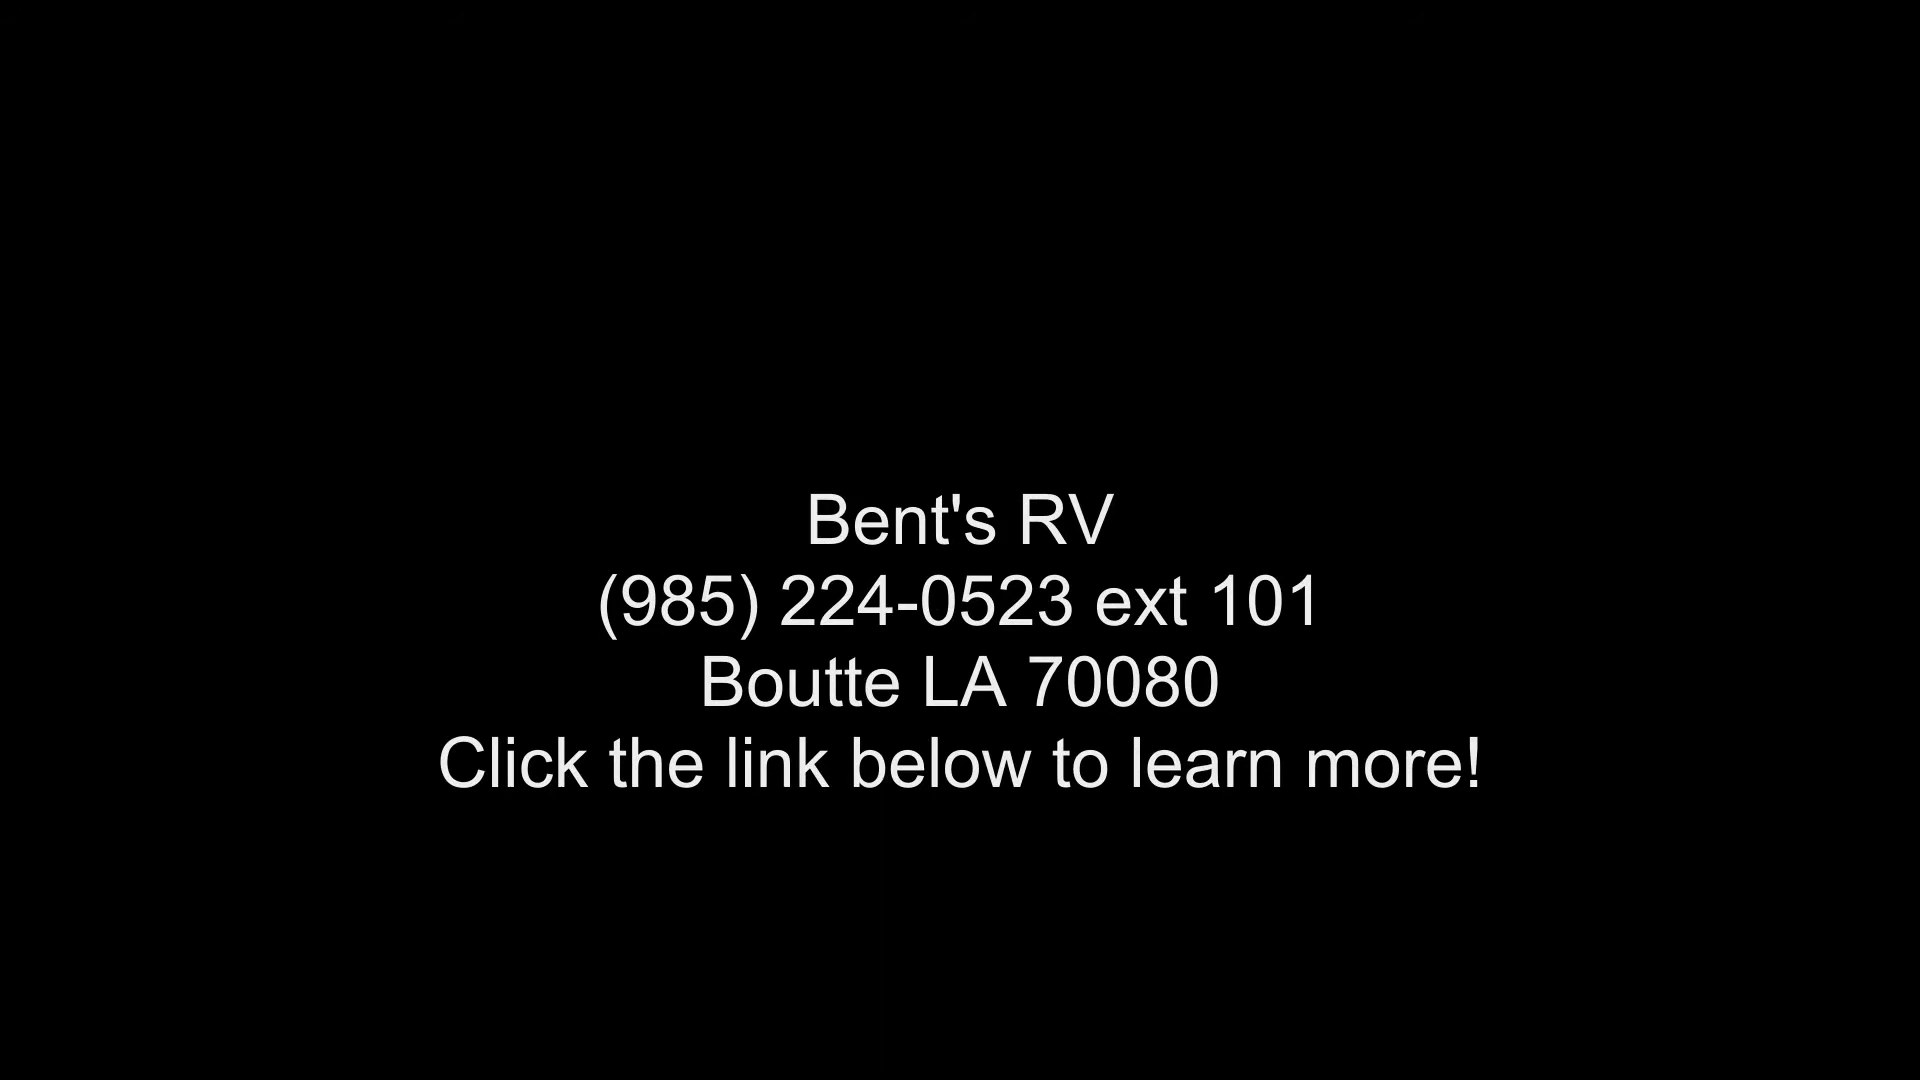 Bent's RV
(985) 224-0523 ext 101
Boutte LA 70080
Click the link below to learn more!